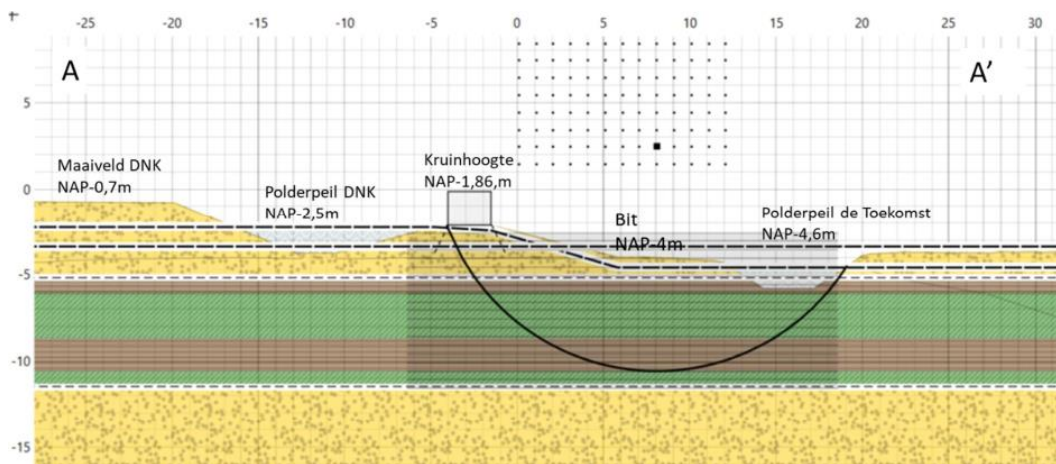 -25 -20 -15 -10 -5 0 5 10 15 20 25 30
A
A'
5
Kruinhoogte
NAP-1,86,m
Maaiveld DNK
NAP-0,7m
0
Polderpeil DNK
NAP-2,5m
Bit
NAP-4m
Polderpeil de Toekomst
NAP-4,6m
-5
-10
-15